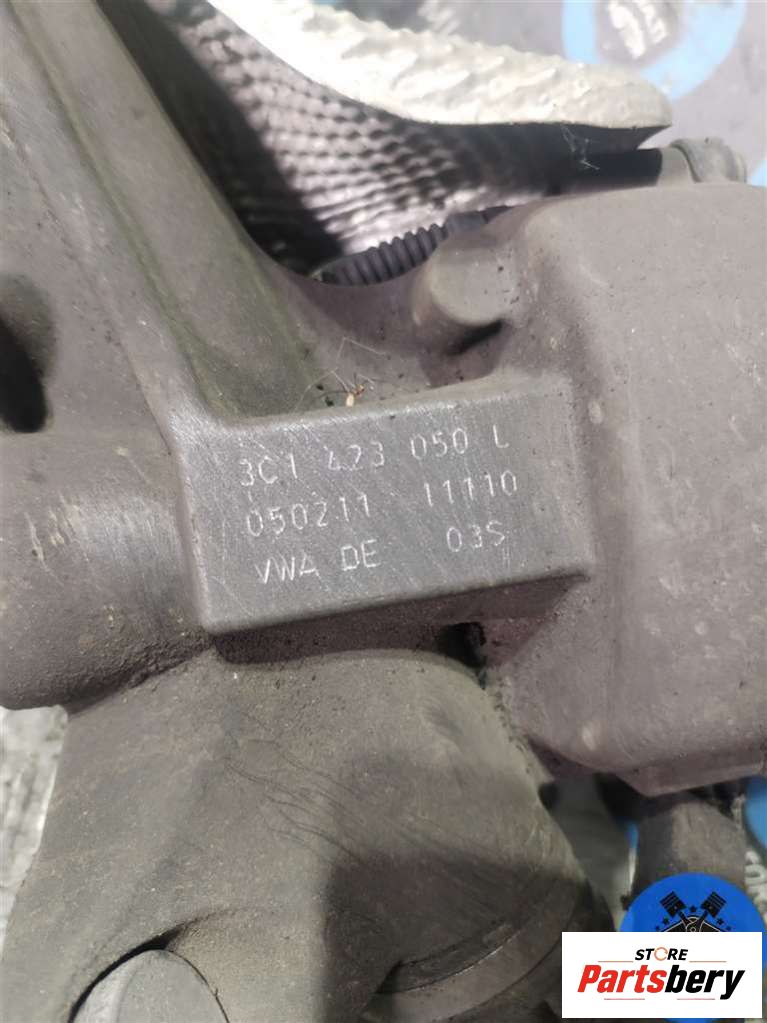 3C1 423 050 L
050211 11110
VWA DE 03S
STORE
Partsbery